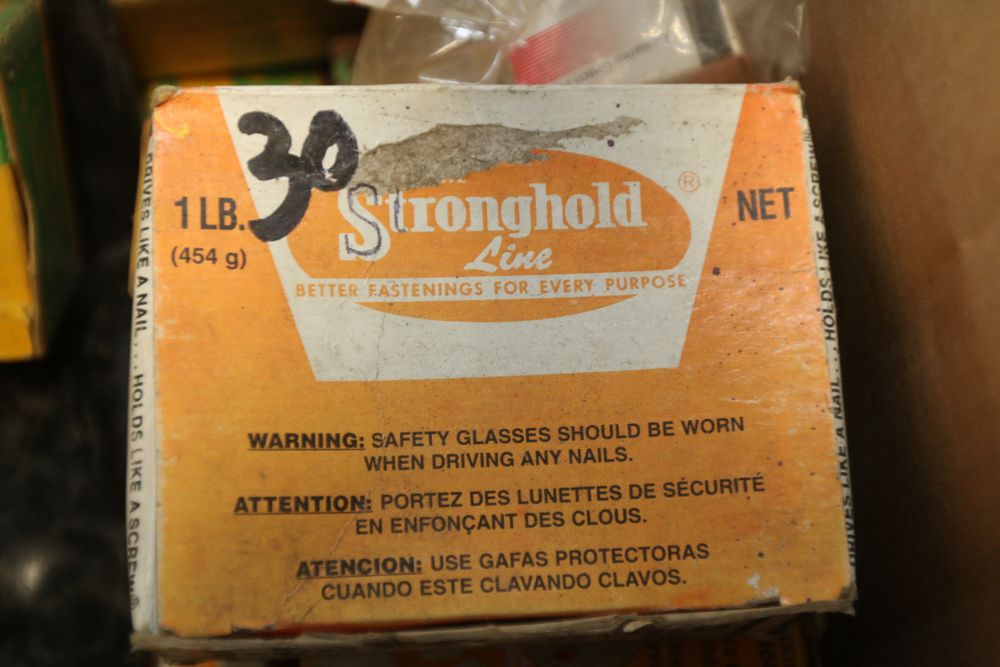 30
1 LB.
(454 g)
Stronghold ®
Line
NET
BETTER FASTENINGS FOR EVERY PURPOSE
WARNING: SAFETY GLASSES SHOULD BE WORN
WHEN DRIVING ANY NAILS.
ATTENTION: PORTEZ DES LUNETTES DE SÉCURITÉ
EN ENFONÇANT DES CLOUS.
ATENCION: USE GAFAS PROTECTORAS
CUANDO ESTE CLAVANDO CLAVOS.
DRIVES LIKE A NAIL . . . HOLDS LIKE A SCREW®
DRIVES LIKE A NAIL . . . HOLDS LIKE A SCREW®